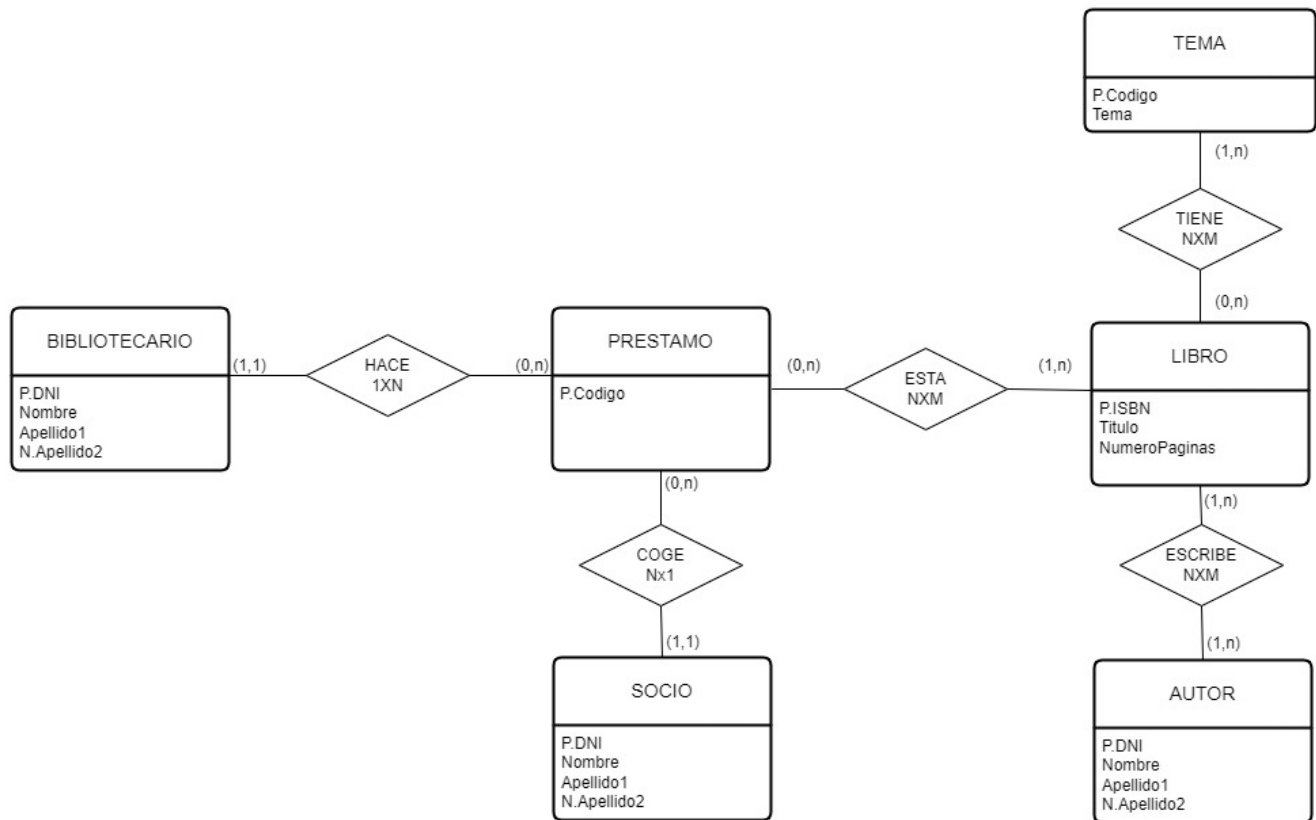 TEMA
P.Codigo
Tema
(1,n)
TIENE
NXM
(0,n)
BIBLIOTECARIO
P.DNI
Nombre
Apellido1
N.Apellido2
(1,1)
HACE
1XN
(0,n)
PRESTAMO
P.Codigo
(0,n)
ESTA
NXM
(1,n)
LIBRO
P.ISBN
Titulo
NumeroPaginas
(0,n)
COGE
Nx1
(1,1)
SOCIO
P.DNI
Nombre
Apellido1
N.Apellido2
(1,n)
ESCRIBE
NXM
(1,n)
AUTOR
P.DNI
Nombre
Apellido1
N.Apellido2